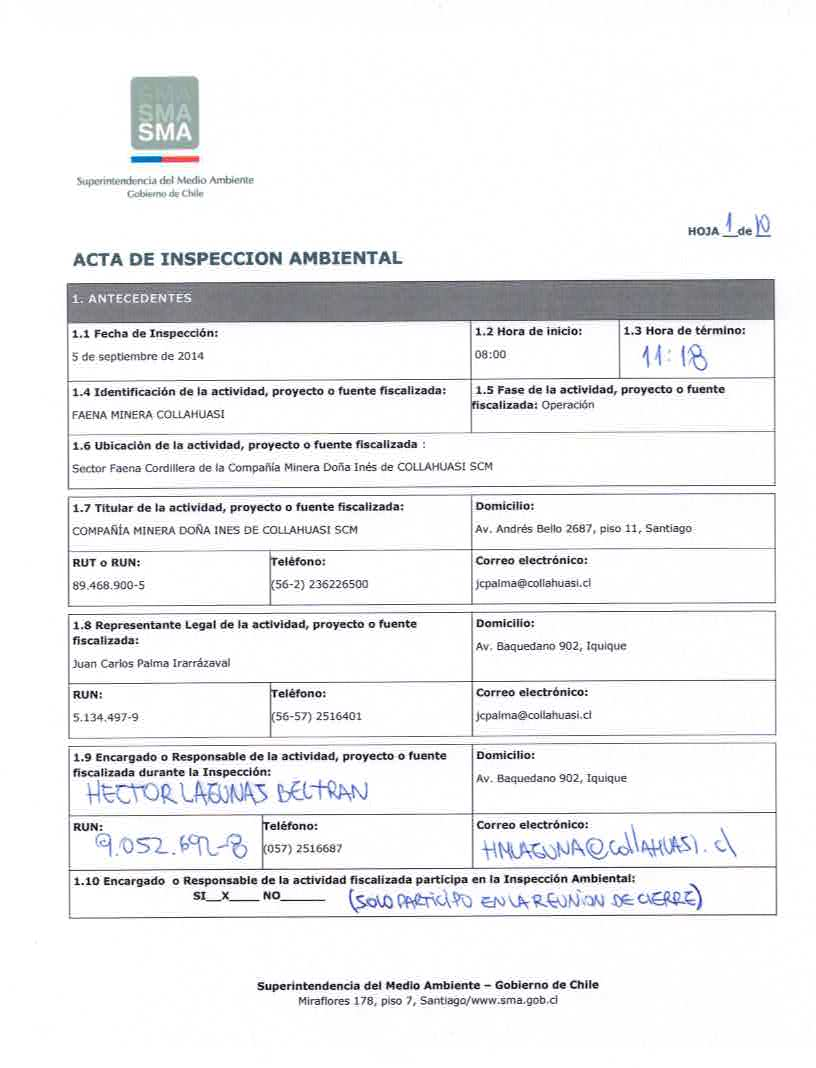 SMA
SMA
SMA
Superintendencia del Medio Ambiente
Gobierno de Chile
HOJA 1 de 10
ACTA DE INSPECCION AMBIENTAL
1. ANTECEDENTES
1.1 Fecha de Inspección:
5 de septiembre de 2014
1.2 Hora de inicio:
08:00
1.3 Hora de término:
11:18
1.4 Identificación de la actividad, proyecto o fuente fiscalizada:
FAENA MINERA COLLAHUASI
1.5 Fase de la actividad, proyecto o fuente
fiscalizada: Operación
1.6 Ubicación de la actividad, proyecto o fuente fiscalizada :
Sector Faena Cordillera de la Compañía Minera Doña Inés de COLLAHUASI SCM
1.7 Titular de la actividad, proyecto o fuente fiscalizada:
COMPAÑÍA MINERA DOÑA INES DE COLLAHUASI SCM
Domicilio:
Av. Andrés Bello 2687, piso 11, Santiago
RUT o RUN:
89.468.900-5
Teléfono:
(56-2) 236226500
Correo electrónico:
jcpalma@collahuasi.cl
1.8 Representante Legal de la actividad, proyecto o fuente
fiscalizada:
Juan Carlos Palma Irarrázaval
Domicilio:
Av. Baquedano 902, Iquique
RUN:
5.134.497-9
Teléfono:
(56-57) 2516401
Correo electrónico:
jcpalma@collahuasi.cl
1.9 Encargado o Responsable de la actividad, proyecto o fuente
fiscalizada durante la Inspección:
HECTOR LAGUNAS BELTRAN
Domicilio:
Av. Baquedano 902, Iquique
RUN:
9.052.692-8
Teléfono:
(057) 2516687
Correo electrónico:
HMLAGUNA@collAHUASI.cl
1.10 Encargado o Responsable de la actividad fiscalizada participa en la Inspección Ambiental:
SI__X____ NO______ (SOLO PARTICIPO EN LA REUNION DE CIERRE)
Superintendencia del Medio Ambiente – Gobierno de Chile
Miraflores 178, piso 7, Santiago/www.sma.gob.cl